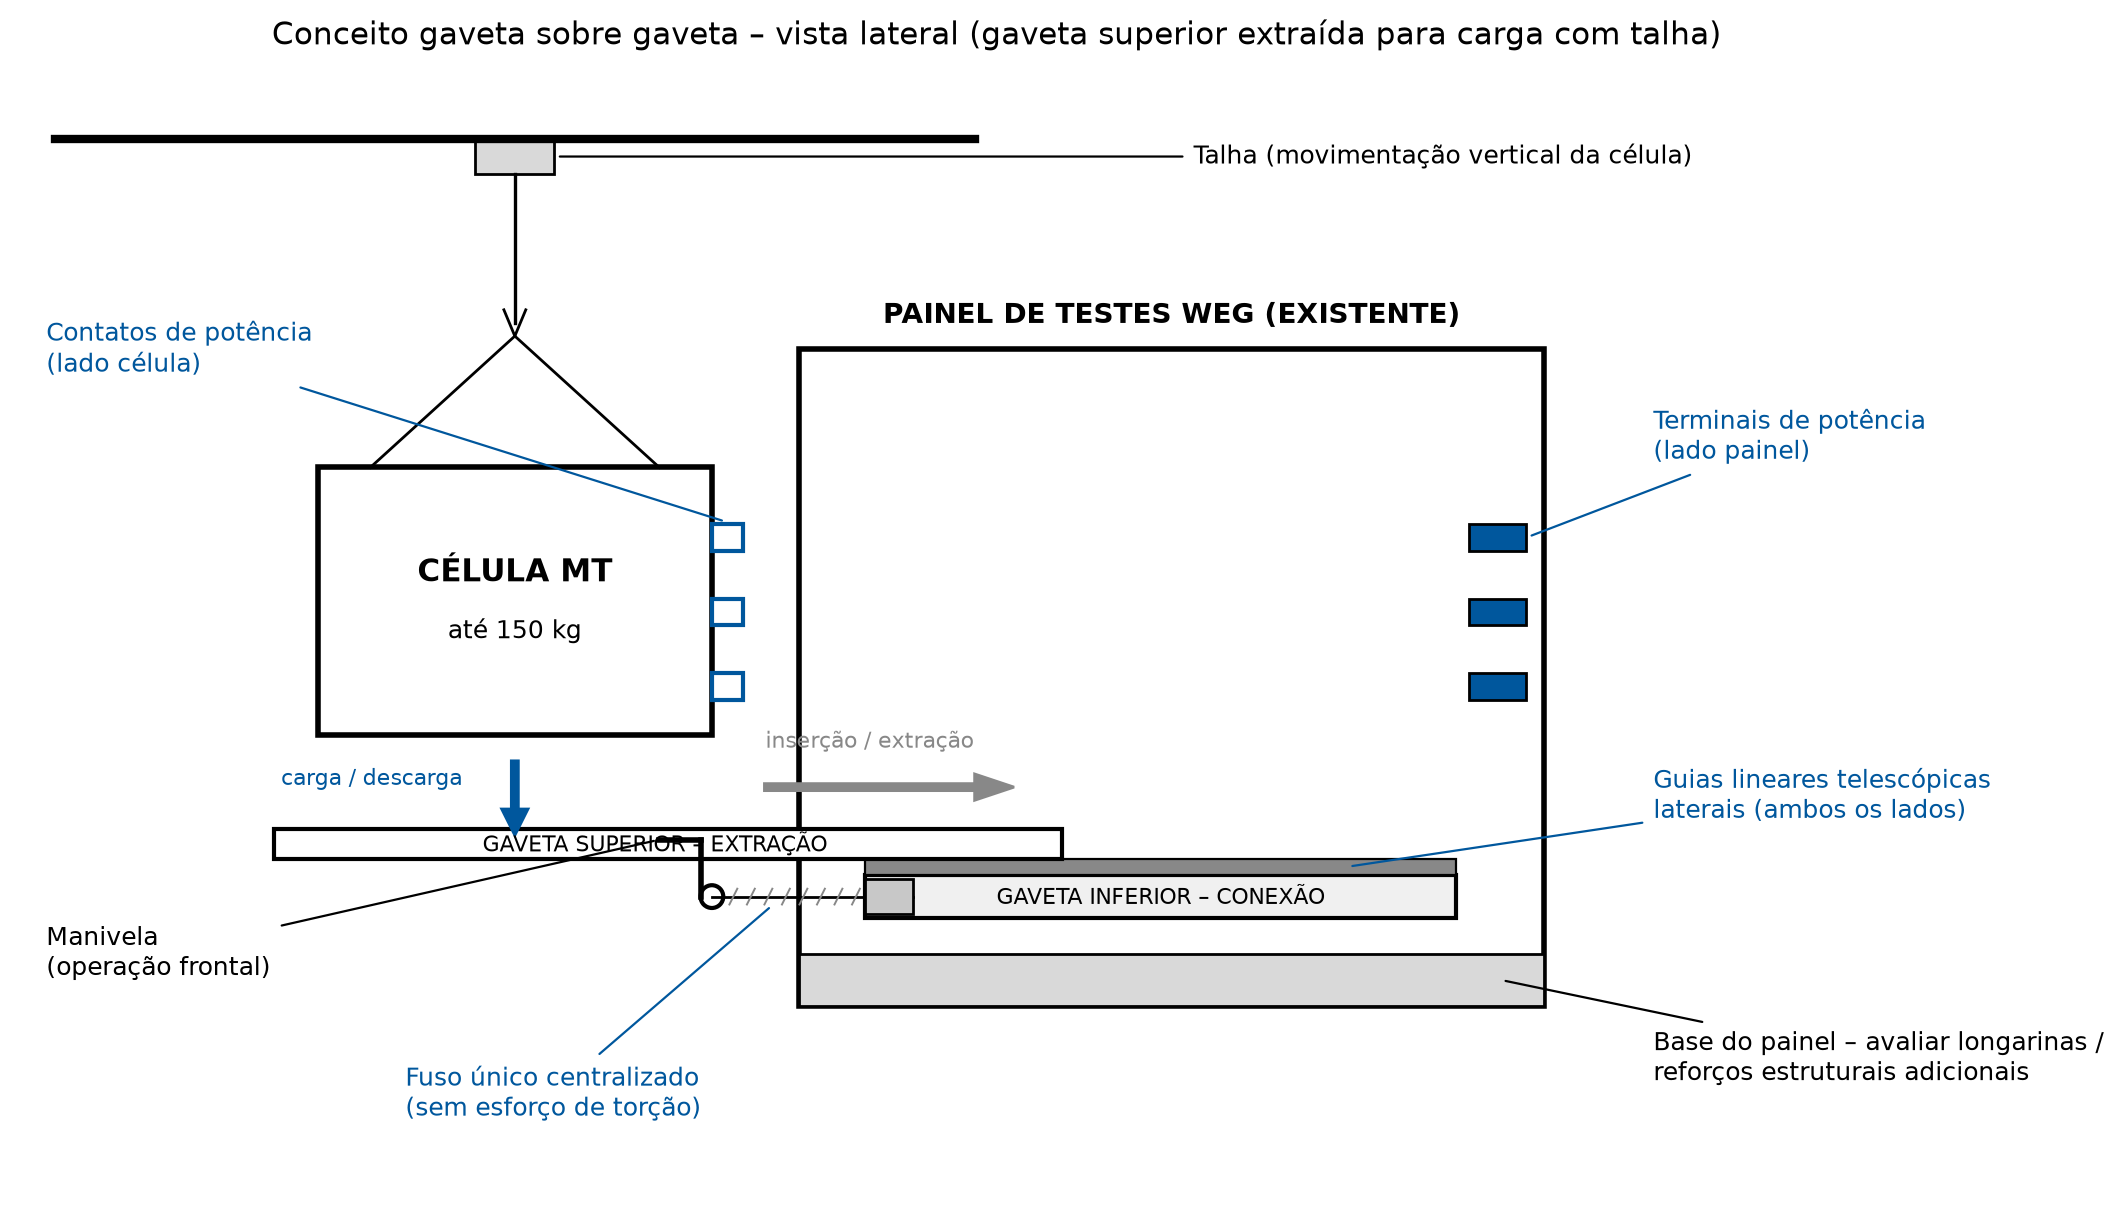 Conceito gaveta sobre gaveta – vista lateral (gaveta superior extraída para carga com talha)
Talha (movimentação vertical da célula)
PAINEL DE TESTES WEG (EXISTENTE)
Contatos de potência
(lado célula)
Terminais de potência
(lado painel)
CÉLULA MT
até 150 kg
inserção / extração
carga / descarga
Guias lineares telescópicas
laterais (ambos os lados)
GAVETA SUPERIOR – EXTRAÇÃO
GAVETA INFERIOR – CONEXÃO
Manivela
(operação frontal)
Base do painel – avaliar longarinas /
reforços estruturais adicionais
Fuso único centralizado
(sem esforço de torção)